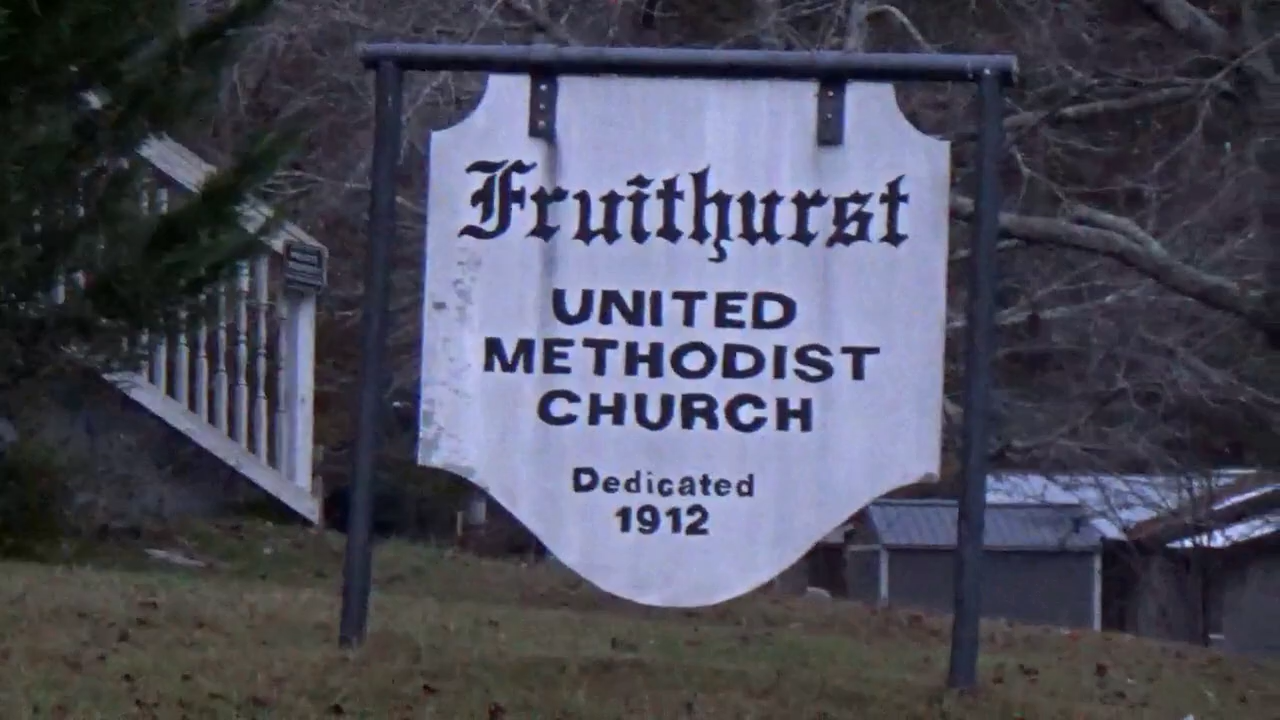 Fruithurst
UNITED
METHODIST
CHURCH
Dedicated
1912